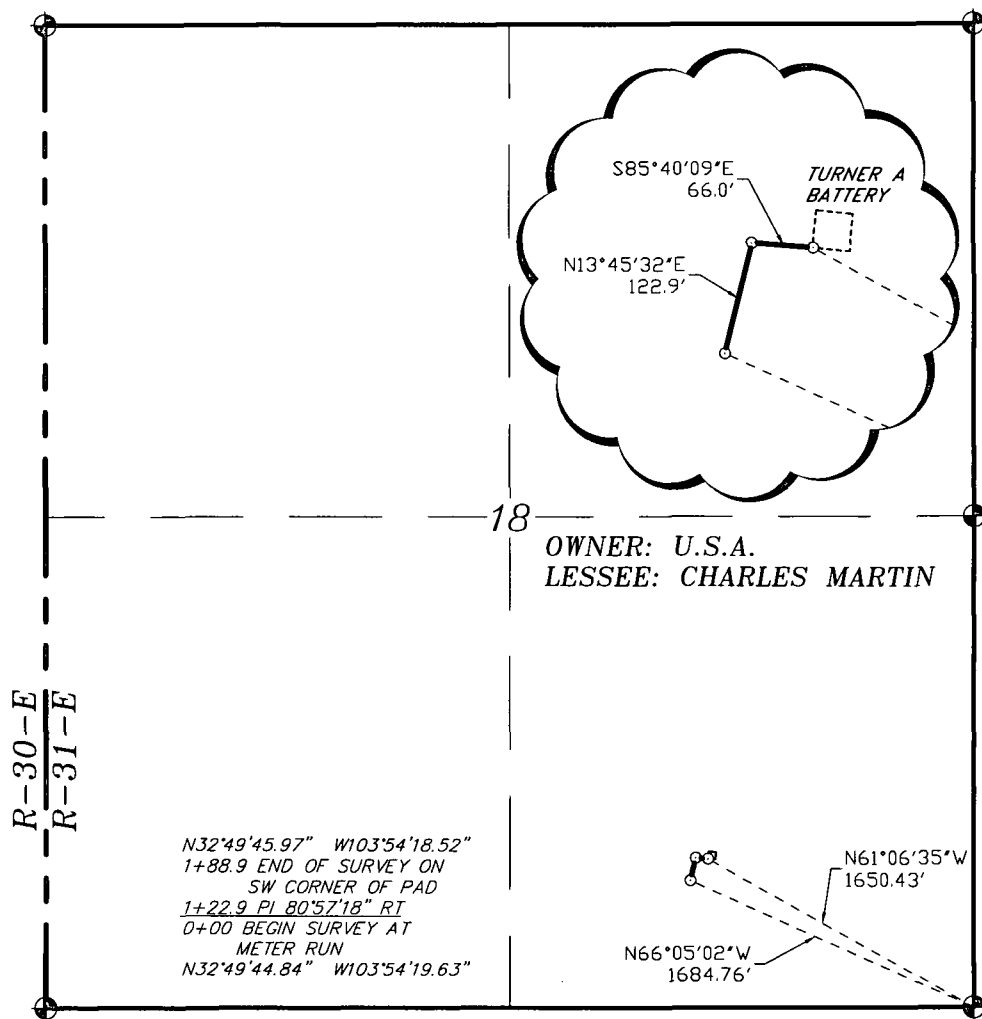 S85°40'09"E
66.0'
TURNER A
BATTERY
N13°45'32"E
122.9'
18
OWNER: U.S.A.
LESSEE: CHARLES MARTIN
R-30-E
R-31-E
N32°49'45.97" W103°54'18.52"
1+88.9 END OF SURVEY ON
SW CORNER OF PAD
1+22.9 PI 80°57'18" RT
0+00 BEGIN SURVEY AT
METER RUN
N32°49'44.84" W103°54'19.63"
N61°06'35"W
1650.43'
N66°05'02"W
1684.76'